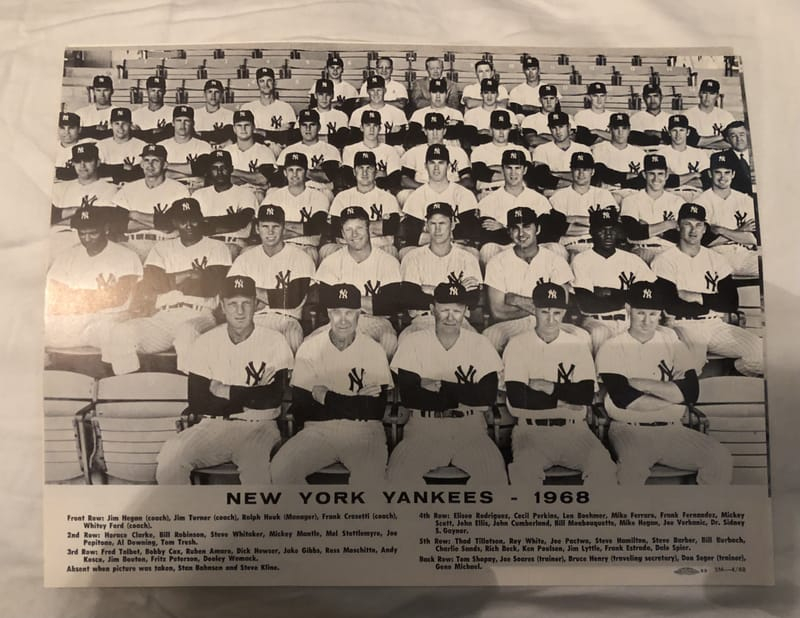 NEW YORK YANKEES - 1968
Front Row: Jim Hegan (coach), Jim Turner (coach), Ralph Houk (Manager), Frank Crosetti (coach),
Whitey Ford (coach).
2nd Row: Horace Clarke, Bill Robinson, Steve Whitaker, Mickey Mantle, Mel Stottlemyre, Joe
Pepitone, Al Downing, Tom Tresh.
3rd Row: Fred Talbot, Bobby Cox, Ruben Amaro, Dick Howser, Jake Gibbs, Ross Moschitto, Andy
Kosco, Jim Bouton, Fritz Peterson, Dooley Womack.
Absent when picture was taken, Stan Bahnsen and Steve Kline.
4th Row: Eliseo Rodriguez, Cecil Perkins, Len Boehmer, Mike Ferraro, Frank Fernandez, Mickey
Scott, John Ellis, John Cumberland, Bill Monbouquette, Mike Hegan, Joe Verbanic, Dr. Sidney
S. Gaynor.
5th Row: Thad Tillotson, Roy White, Joe Pactwa, Steve Hamilton, Steve Barber, Bill Burbach,
Charlie Sands, Rich Beck, Ken Poulsen, Jim Lyttle, Frank Estrada, Dale Spier.
Back Row: Tom Shopay, Joe Soares (trainer), Bruce Henry (traveling secretary), Don Seger (trainer),
Gene Michael.
5M—4/68